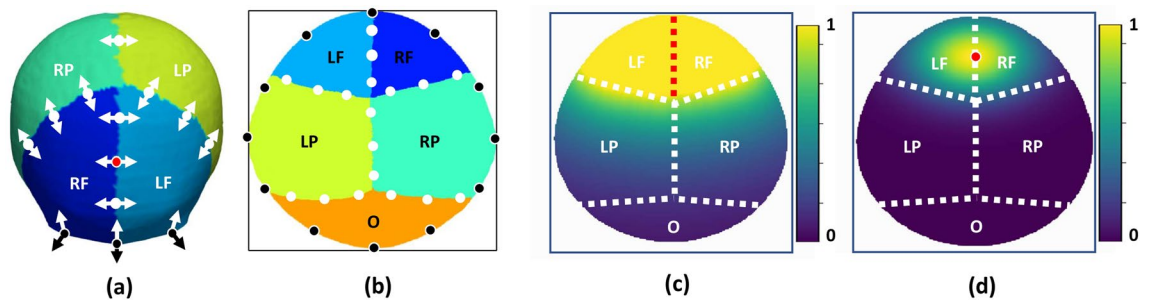 RP LP
RF LF
(a)
LF RF
LP RP
O
(b)
LF RF
LP RP
O
1
0
(c)
LF RF
LP RP
O
1
0
(d)